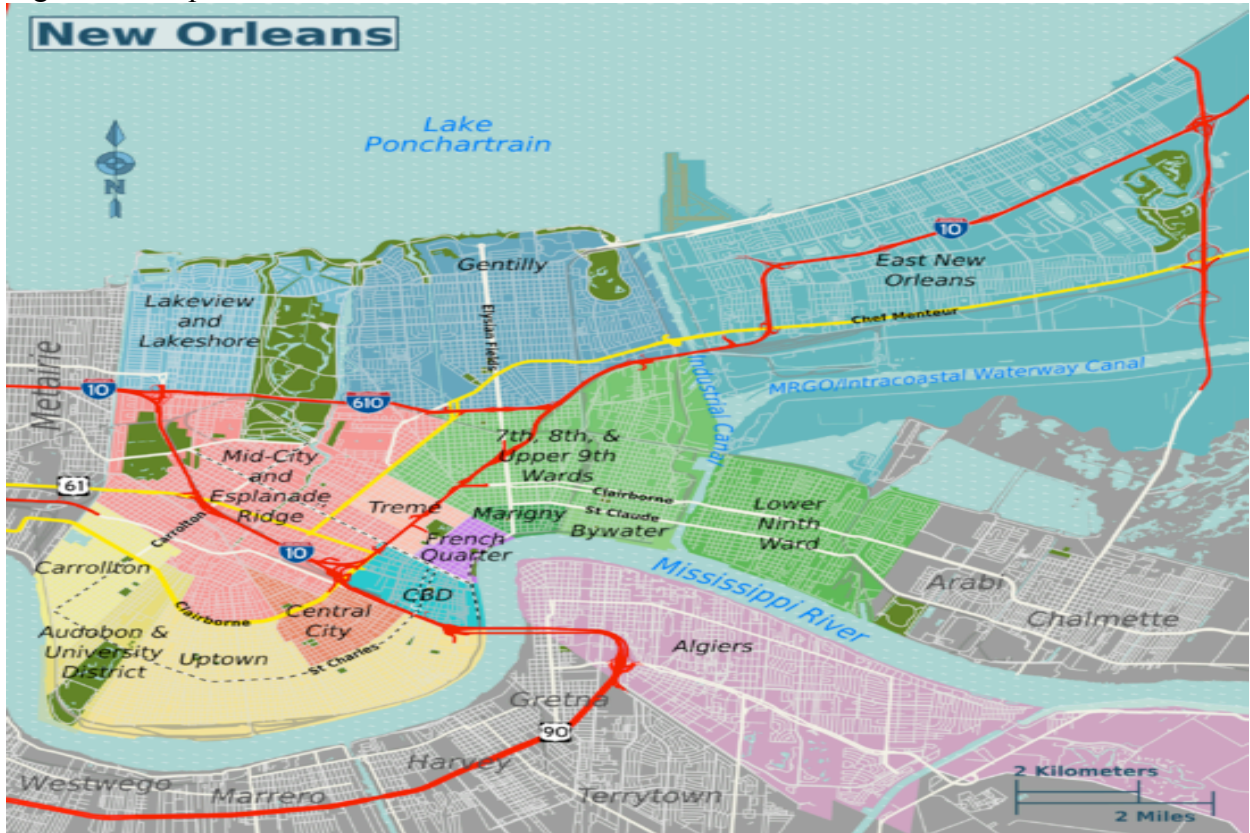 New Orleans
Lake
Ponchartrain
N
Gentilly
10
East New
Orleans
Lakeview
and
Lakeshore
Elysian Fields
Chef Menteur
Metairie
Industrial Canal
MRGO/Intracoastal Waterway Canal
10
610
7th, 8th, &
Upper 9th
Wards
Mid-City
and
Esplanade
Ridge
61
Treme
Clairborne
St Claude
Lower
Ninth
Ward
Marigny
Bywater
Carrolton
French
Quarter
10
Carrollton
CBD
Mississippi River
Arabi
Chalmette
Clairborne
Central
City
Audobon &
University
District
Uptown
St Charles
Algiers
Gretna
90
Harvey
Westwego
Marrero
Terrytown
2 Kilometers
2 Miles